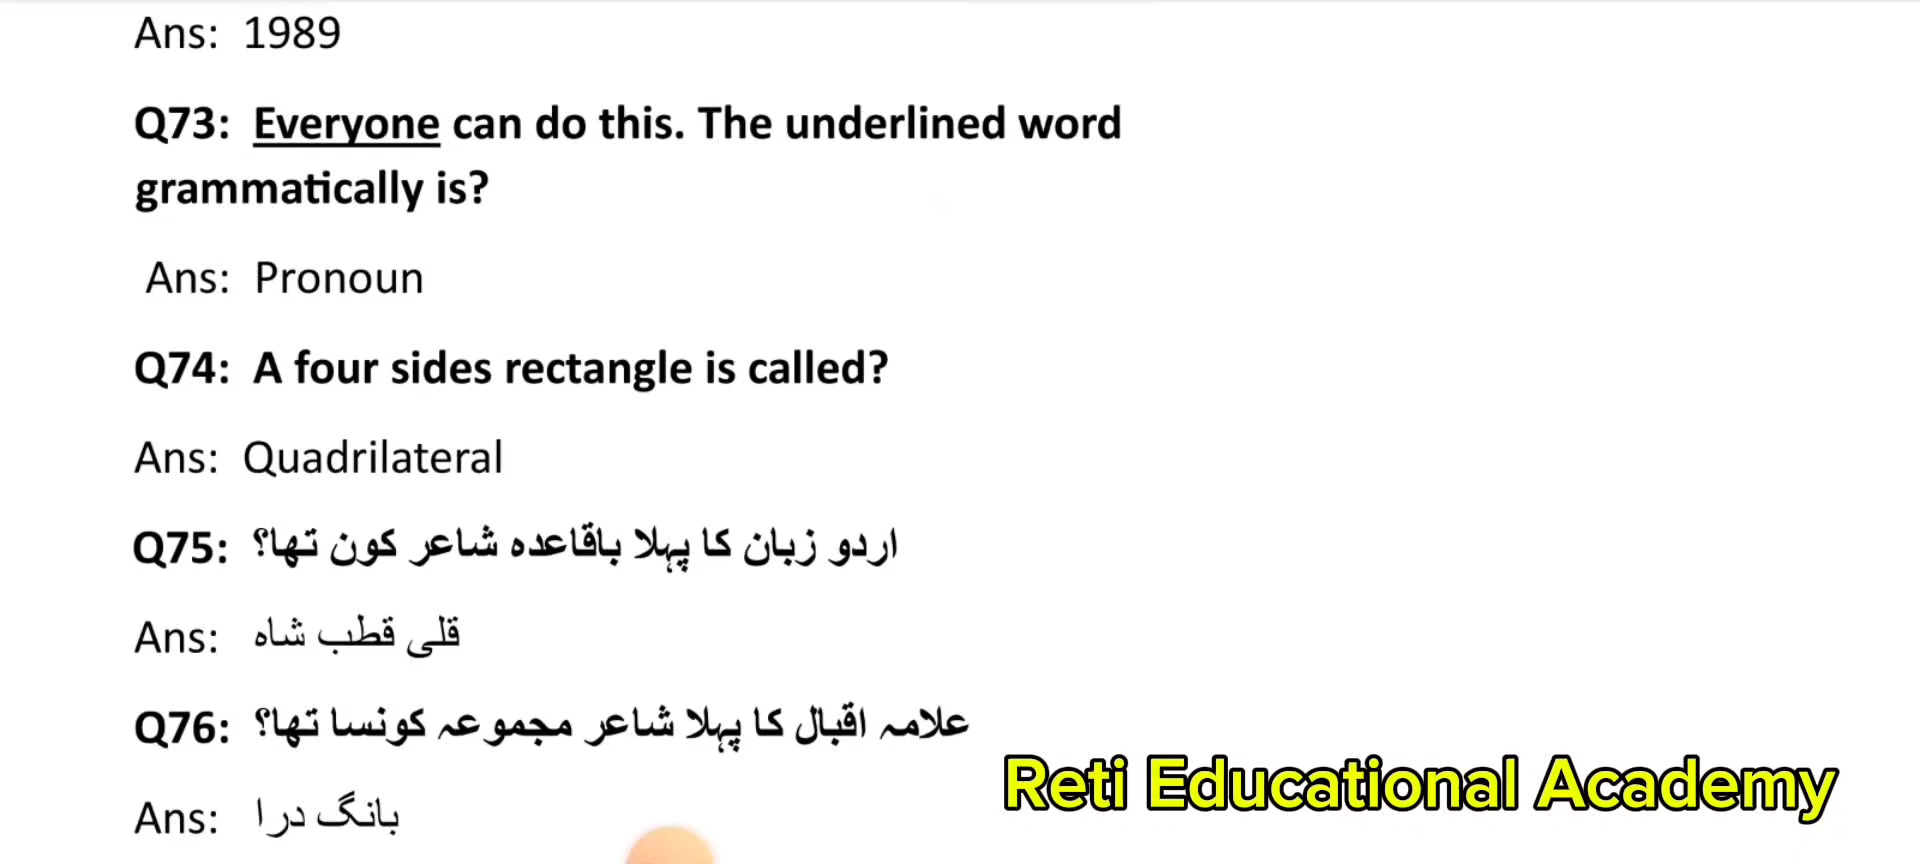 Ans: 1989
Q73: Everyone can do this. The underlined word
grammatically is?
Ans: Pronoun
Q74: A four sides rectangle is called?
Ans: Quadrilateral
Q75: اردو زبان کا پہلا باقاعدہ شاعر کون تھا؟
Ans: قلی قطب شاہ
Q76: علامہ اقبال کا پہلا شاعر مجموعہ کونسا تھا؟
Ans: بانگ درا
Reti Educational Academy